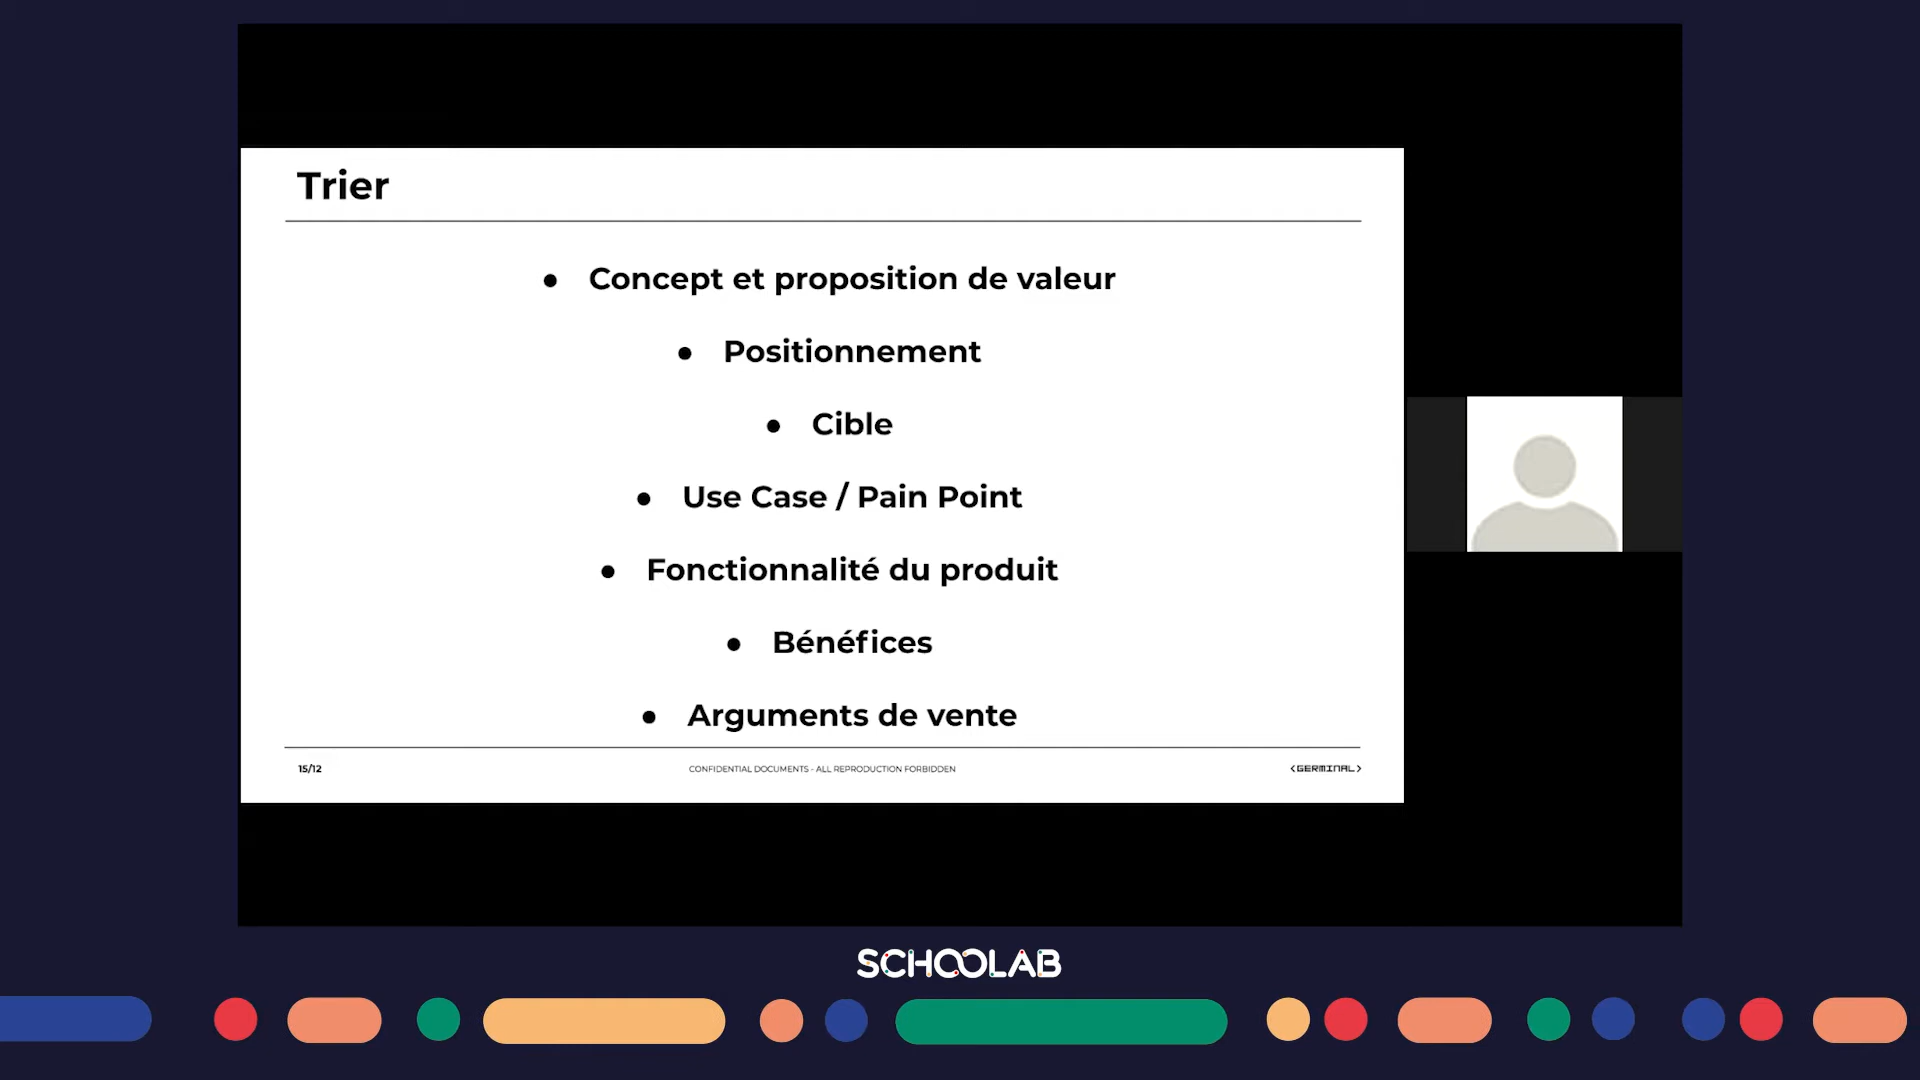 Trier
● Concept et proposition de valeur
● Positionnement
● Cible
● Use Case / Pain Point
● Fonctionnalité du produit
● Bénéfices
● Arguments de vente
15/12
CONFIDENTIAL DOCUMENTS - ALL REPRODUCTION FORBIDDEN
<GERMINAL>
SCHOOLAB